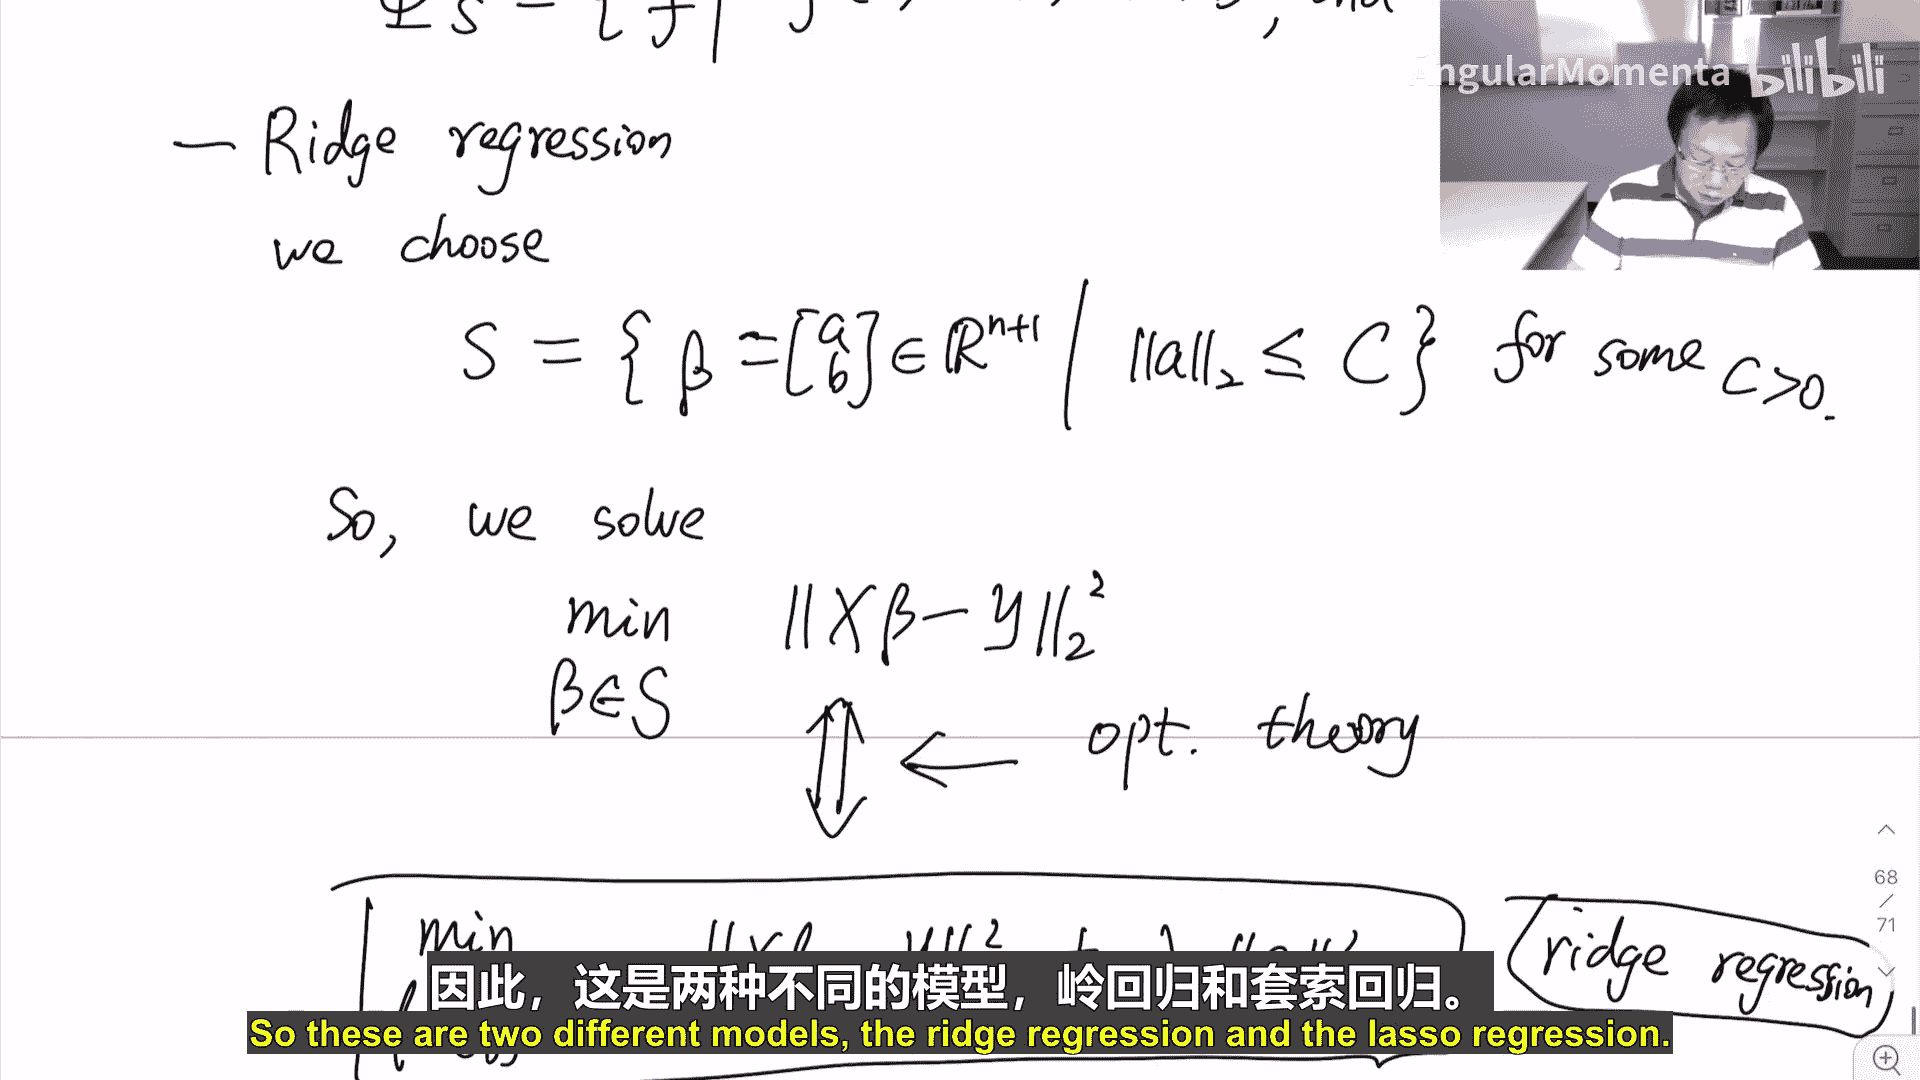 AngularMomenta bilibili
— Ridge regression
we choose
S = { β = [a b] ∈ ℝⁿ⁺¹ | ||a||₂ ≤ C } for some C>0.
So, we solve
min ||Xβ − y||₂²
β∈S
← opt. theory
min
ridge regression
68
/
71
因此，这是两种不同的模型，岭回归和套索回归。
So these are two different models, the ridge regression and the lasso regression.